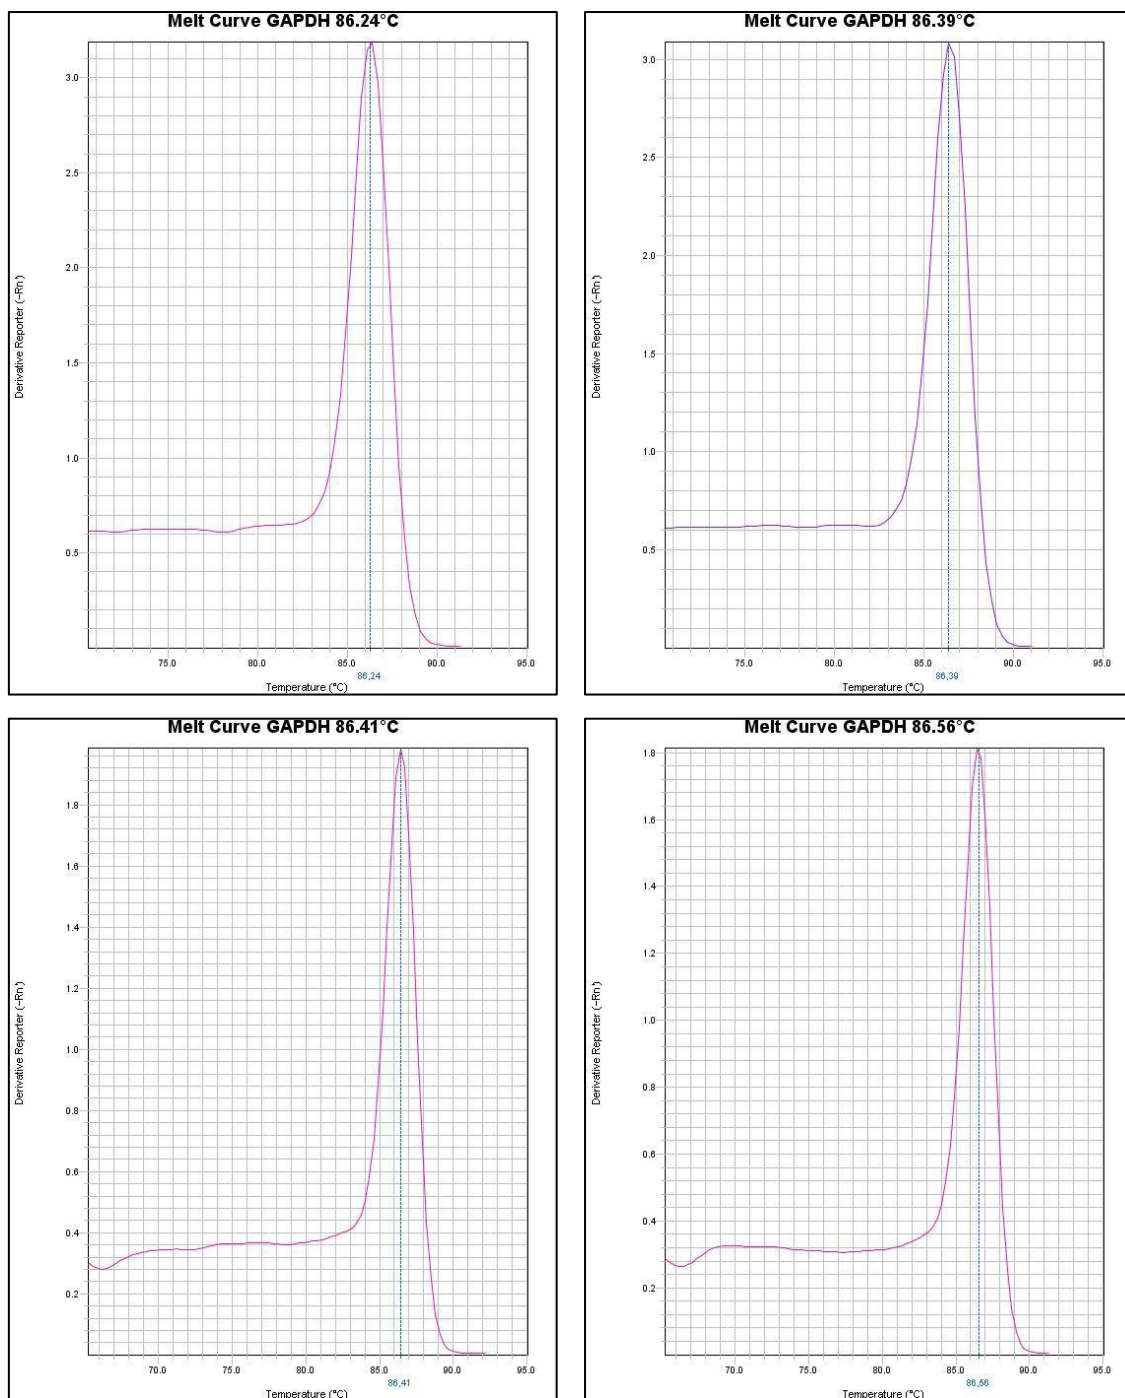 Melt Curve GAPDH 86.24°C
3.0
2.5
2.0
1.5
1.0
0.5
Derivative Reporter (-Rn')
75.0 80.0 85.0 90.0 95.0
86,24
Temperature (°C)
Melt Curve GAPDH 86.39°C
3.0
2.5
2.0
1.5
1.0
0.5
Derivative Reporter (-Rn')
75.0 80.0 85.0 90.0 95.0
86,39
Temperature (°C)
Melt Curve GAPDH 86.41°C
1.8
1.6
1.4
1.2
1.0
0.8
0.6
0.4
0.2
Derivative Reporter (-Rn')
70.0 75.0 80.0 85.0 90.0 95.0
86,41
Temperature (°C)
Melt Curve GAPDH 86.56°C
1.8
1.6
1.4
1.2
1.0
0.8
0.6
0.4
0.2
Derivative Reporter (-Rn')
70.0 75.0 80.0 85.0 90.0 95.0
86,56
Temperature (°C)